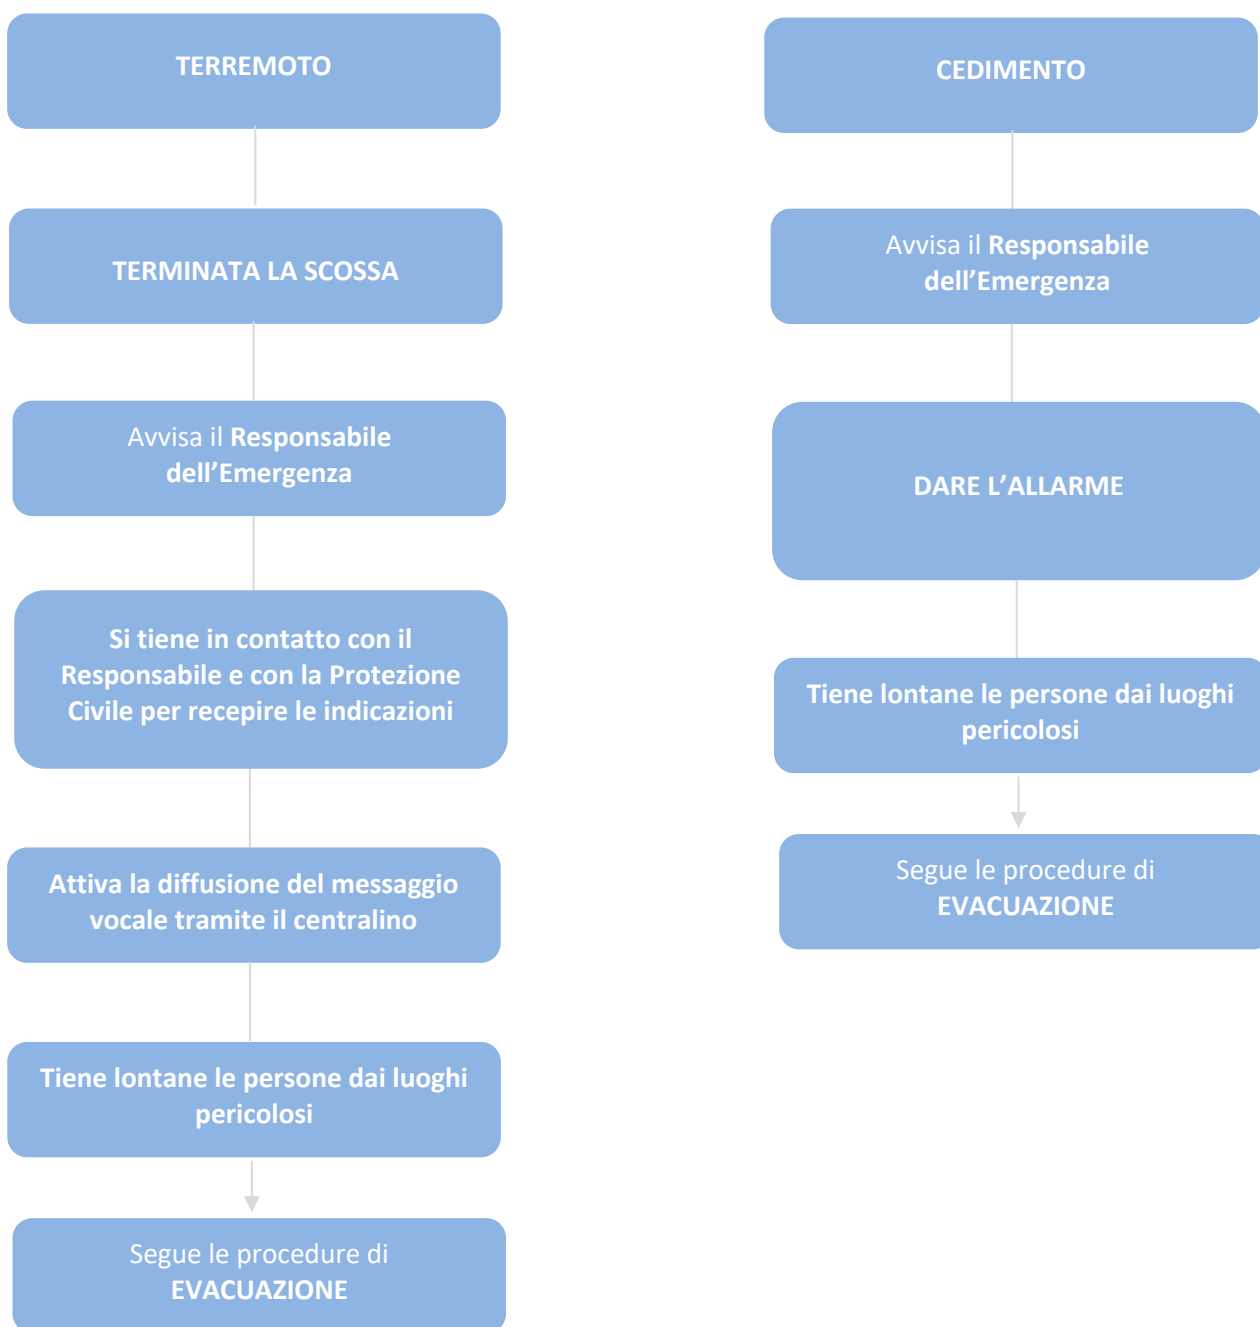 TERREMOTO
TERMINATA LA SCOSSA
Avvisa il Responsabile
dell’Emergenza
Si tiene in contatto con il
Responsabile e con la Protezione
Civile per recepire le indicazioni
Attiva la diffusione del messaggio
vocale tramite il centralino
Tiene lontane le persone dai luoghi
pericolosi
Segue le procedure di
EVACUAZIONE
CEDIMENTO
Avvisa il Responsabile
dell’Emergenza
DARE L’ALLARME
Tiene lontane le persone dai luoghi
pericolosi
Segue le procedure di
EVACUAZIONE